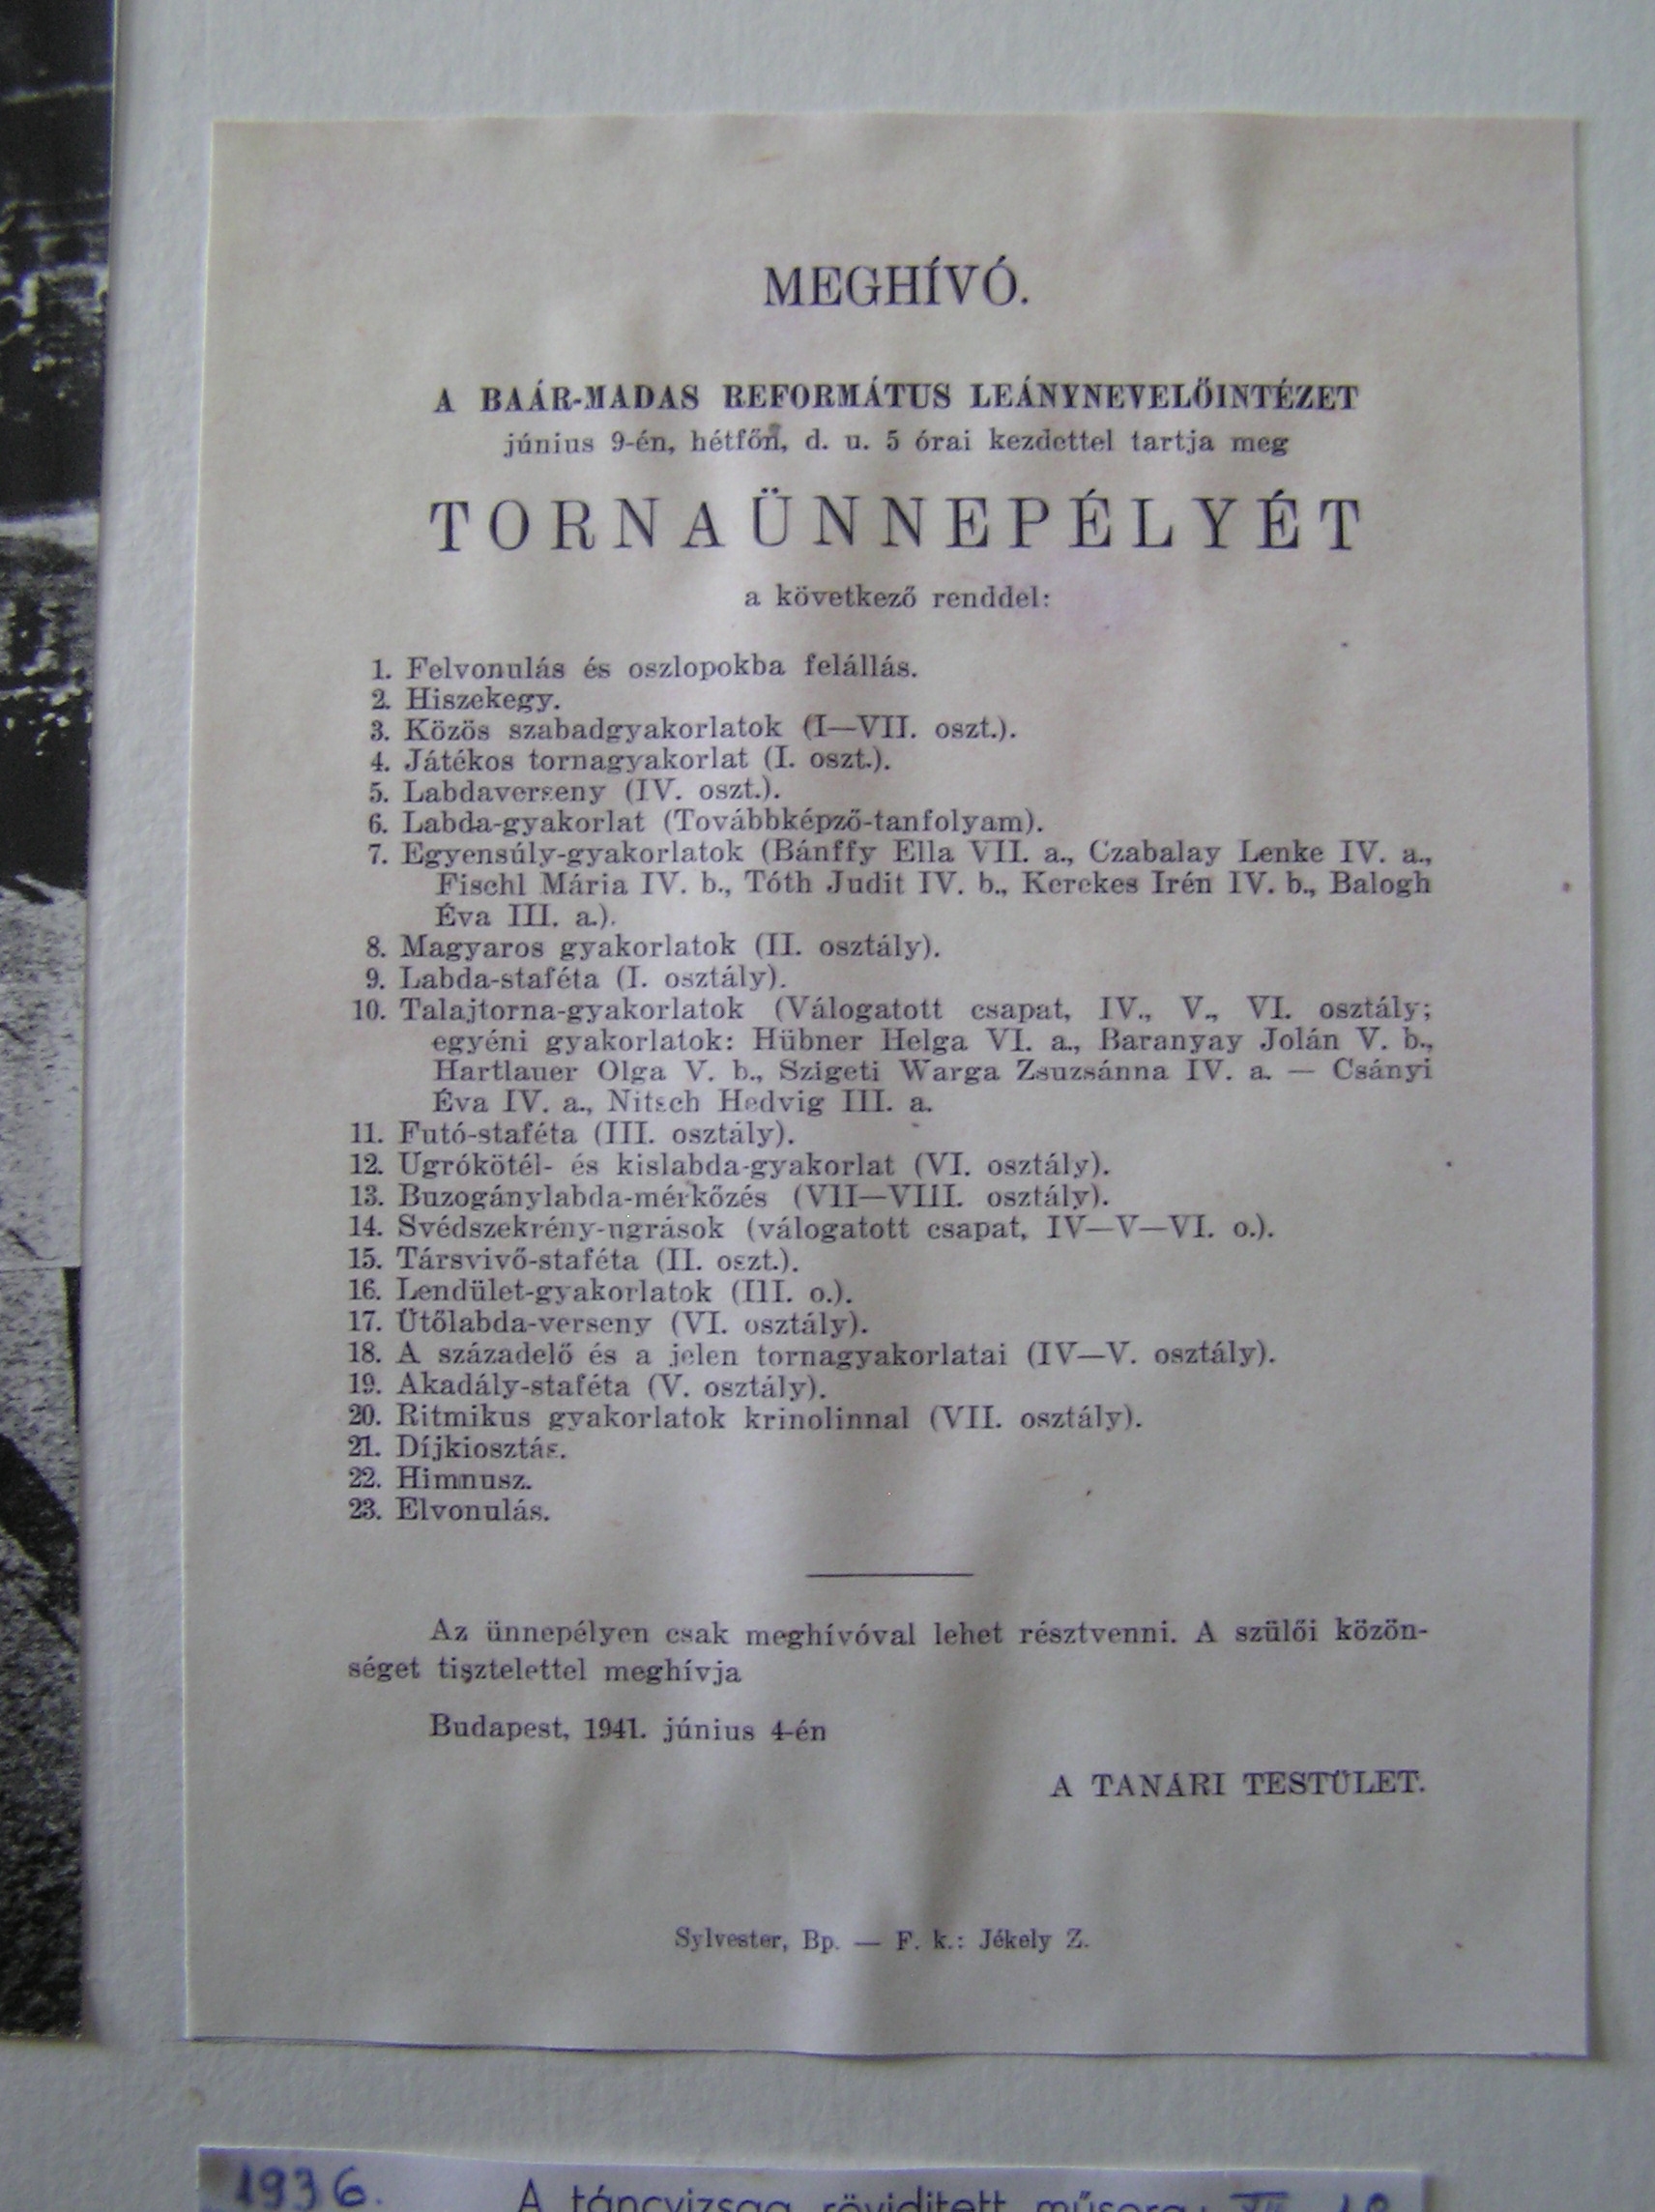 MEGHÍVÓ.
A BAÁR-MADAS REFORMÁTUS LEÁNYNEVELŐINTÉZET
június 9-én, hétfőn, d. u. 5 órai kezdettel tartja meg
TORNAÜNNEPÉLYÉT
a következő renddel:
1. Felvonulás és oszlopokba felállás.
2. Hiszekegy.
3. Közös szabadgyakorlatok (I—VII. oszt.).
4. Játékos tornagyakorlat (I. oszt.).
5. Labdaverseny (IV. oszt.).
6. Labda-gyakorlat (Továbbképző-tanfolyam).
7. Egyensúly-gyakorlatok (Bánffy Ella VII. a., Czabalay Lenke IV. a.,
Fischl Mária IV. b., Tóth Judit IV. b., Kerekes Irén IV. b., Balogh
Éva III. a.).
8. Magyaros gyakorlatok (II. osztály).
9. Labda-staféta (I. osztály).
10. Talajtorna-gyakorlatok (Válogatott csapat, IV., V., VI. osztály;
egyéni gyakorlatok: Hübner Helga VI. a., Baranyay Jolán V. b.,
Hartlauer Olga V. b., Szigeti Warga Zsuzsánna IV. a. — Csányi
Éva IV. a., Nitsch Hedvig III. a.
11. Futó-staféta (III. osztály).
12. Ugrókötél- és kislabda-gyakorlat (VI. osztály).
13. Buzogánylabda-mérkőzés (VII—VIII. osztály).
14. Svédszekrény-ugrások (válogatott csapat, IV—V—VI. o.).
15. Társvivő-staféta (II. oszt.).
16. Lendület-gyakorlatok (III. o.).
17. Ütőlabda-verseny (VI. osztály).
18. A századelő és a jelen tornagyakorlatai (IV—V. osztály).
19. Akadály-staféta (V. osztály).
20. Ritmikus gyakorlatok krinolinnal (VII. osztály).
21. Díjkiosztás.
22. Himnusz.
23. Elvonulás.
Az ünnepélyen csak meghívóval lehet résztvenni. A szülői közön-
séget tisztelettel meghívja
Budapest, 1941. június 4-én
A TANÁRI TESTÜLET.
Sylvester, Bp. — F. k.: Jékely Z.
1936. A táncvizsga rövidített műsora: